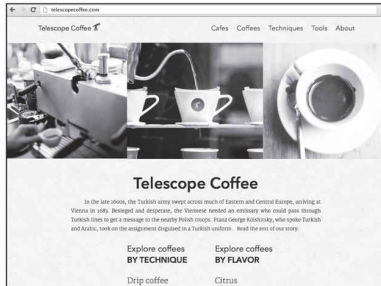 telescopecoffee.com
Telescope Coffee
Cafes Coffees Techniques Tools About
Telescope Coffee
In the late 1600s, the Turkish army swept across much of Eastern and Central Europe, arriving at
Vienna in 1683. Besieged and desperate, the Viennese needed an emissary who could pass through
Turkish lines to get a message to the nearby Polish troops. Franz George Kolshitsky, who spoke Turkish
and Arabic, took on the assignment disguised in a Turkish uniform. Read the rest of our story.
Explore coffees
BY TECHNIQUE
Explore coffees
BY FLAVOR
Drip coffee
Citrus